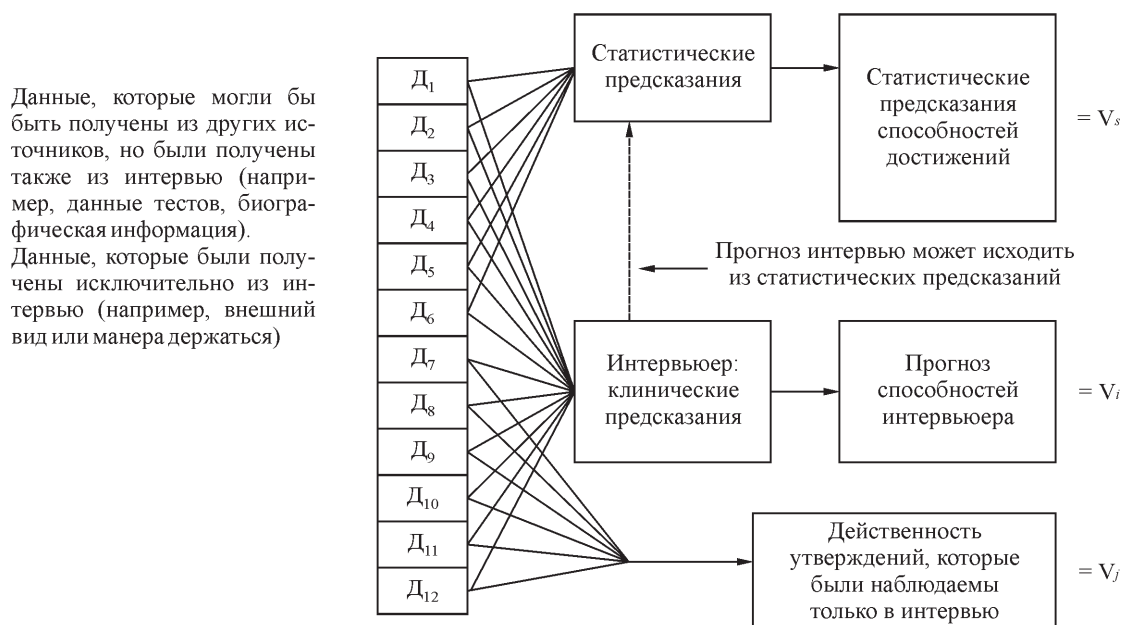 Данные, которые могли бы
быть получены из других ис-
точников, но были получены
также из интервью (напри-
мер, данные тестов, биогра-
фическая информация).
Данные, которые были полу-
чены исключительно из ин-
тервью (например, внешний
вид или манера держаться)
Д1
Д2
Д3
Д4
Д5
Д6
Д7
Д8
Д9
Д10
Д11
Д12
Статистические
предсказания
Статистические
предсказания
способностей
достижений
= Vs
Прогноз интервью может исходить
из статистических предсказаний
Интервьюер:
клинические
предсказания
Прогноз
способностей
интервьюера
= Vi
Действенность
утверждений, которые
были наблюдаемы
только в интервью
= Vj